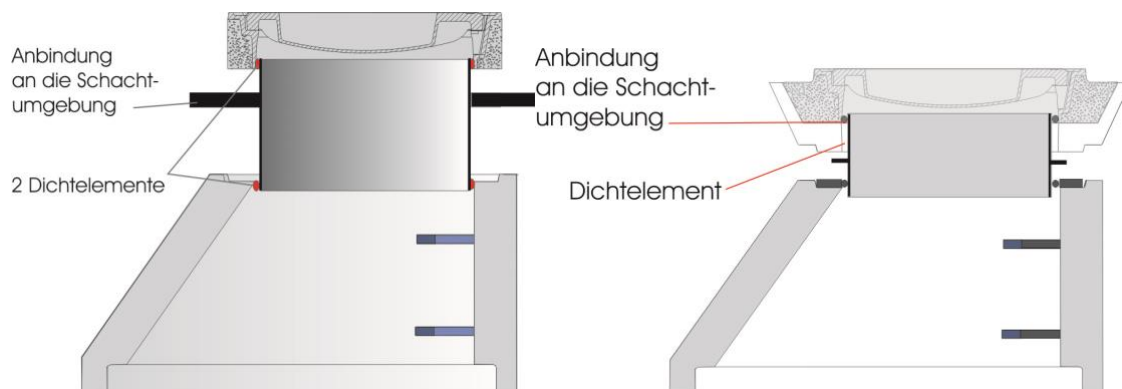 Anbindung
an die Schacht-
umgebung
2 Dichtelemente
Anbindung
an die Schacht-
umgebung
Dichtelement